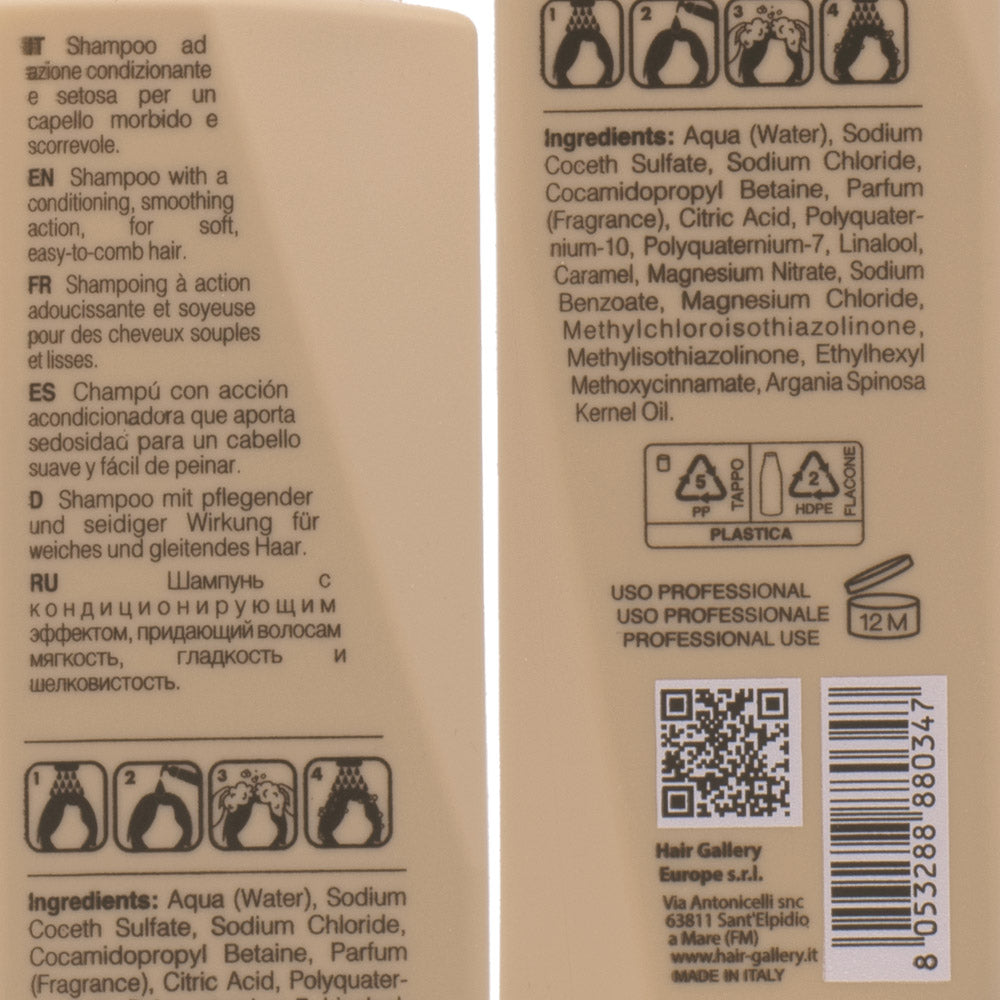 IT Shampoo ad
azione condizionante
e setosa per un
capello morbido e
scorrevole.
EN Shampoo with a
conditioning, smoothing
action, for soft,
easy-to-comb hair.
FR Shampoing à action
adoucissante et soyeuse
pour des cheveux souples
et lisses.
ES Champú con acción
acondicionadora que aporta
sedosidad para un cabello
suave y fácil de peinar.
D Shampoo mit pflegender
und seidiger Wirkung für
weiches und gleitendes Haar.
RU Шампунь с
кондиционирующим
эффектом, придающий волосам
мягкость, гладкость и
шелковистость.
1 2 3 4
Ingredients: Aqua (Water), Sodium
Coceth Sulfate, Sodium Chloride,
Cocamidopropyl Betaine, Parfum
(Fragrance), Citric Acid, Polyquater-
1 2 3 4
Ingredients: Aqua (Water), Sodium
Coceth Sulfate, Sodium Chloride,
Cocamidopropyl Betaine, Parfum
(Fragrance), Citric Acid, Polyquater-
nium-10, Polyquaternium-7, Linalool,
Caramel, Magnesium Nitrate, Sodium
Benzoate, Magnesium Chloride,
Methylchloroisothiazolinone,
Methylisothiazolinone, Ethylhexyl
Methoxycinnamate, Argania Spinosa
Kernel Oil.
5 PP TAPPO
2 HDPE FLACONE
PLASTICA
USO PROFESSIONAL
USO PROFESSIONALE
PROFESSIONAL USE
12 M
Hair Gallery
Europe s.r.l.
Via Antonicelli snc
63811 Sant'Elpidio
a Mare (FM)
www.hair-gallery.it
MADE IN ITALY
8 053288 880347